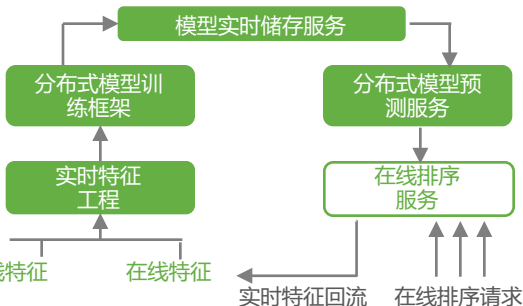 模型实时储存服务
分布式模型训
练框架
分布式模型预
测服务
实时特征
工程
在线排序
服务
线特征
在线特征
实时特征回流
在线排序请求